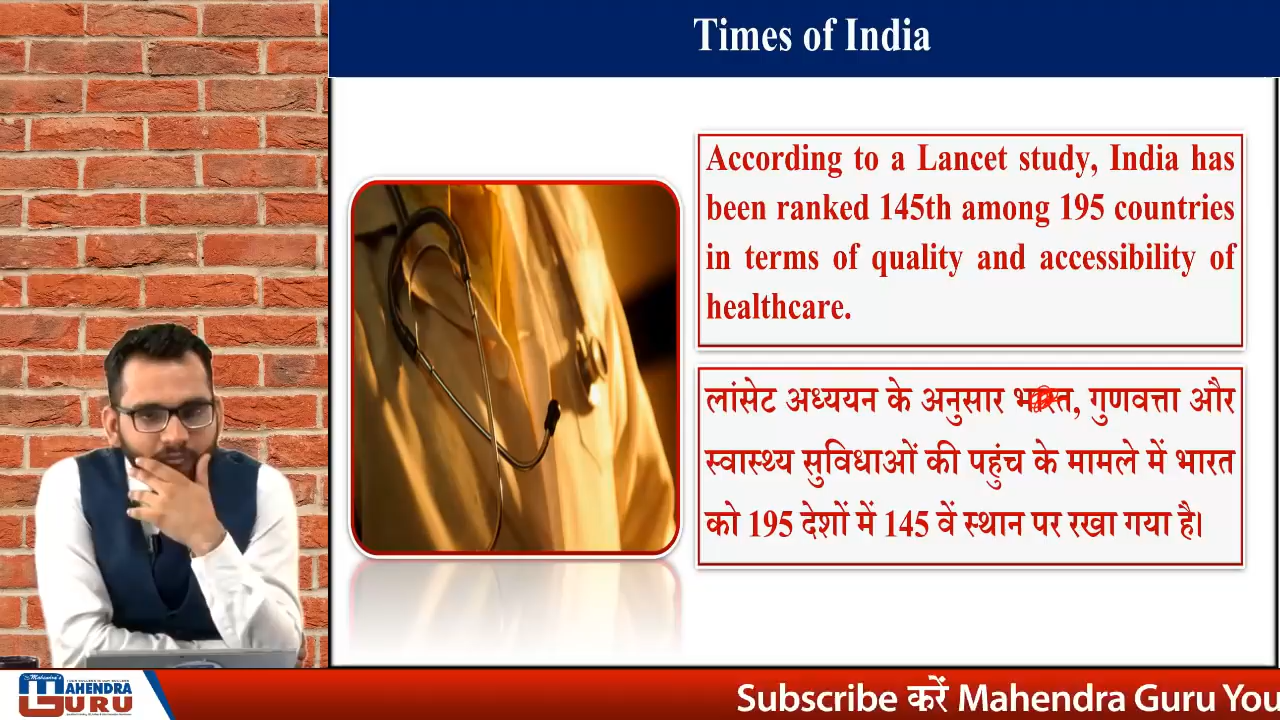 Times of India
According to a Lancet study, India has
been ranked 145th among 195 countries
in terms of quality and accessibility of
healthcare.
लांसेट अध्ययन के अनुसार भारत, गुणवत्ता और
स्वास्थ्य सुविधाओं की पहुंच के मामले में भारत
को 195 देशों में 145 वें स्थान पर रखा गया है।
Mahendra's
MAHENDRA
GURU
Subscribe करें Mahendra Guru You